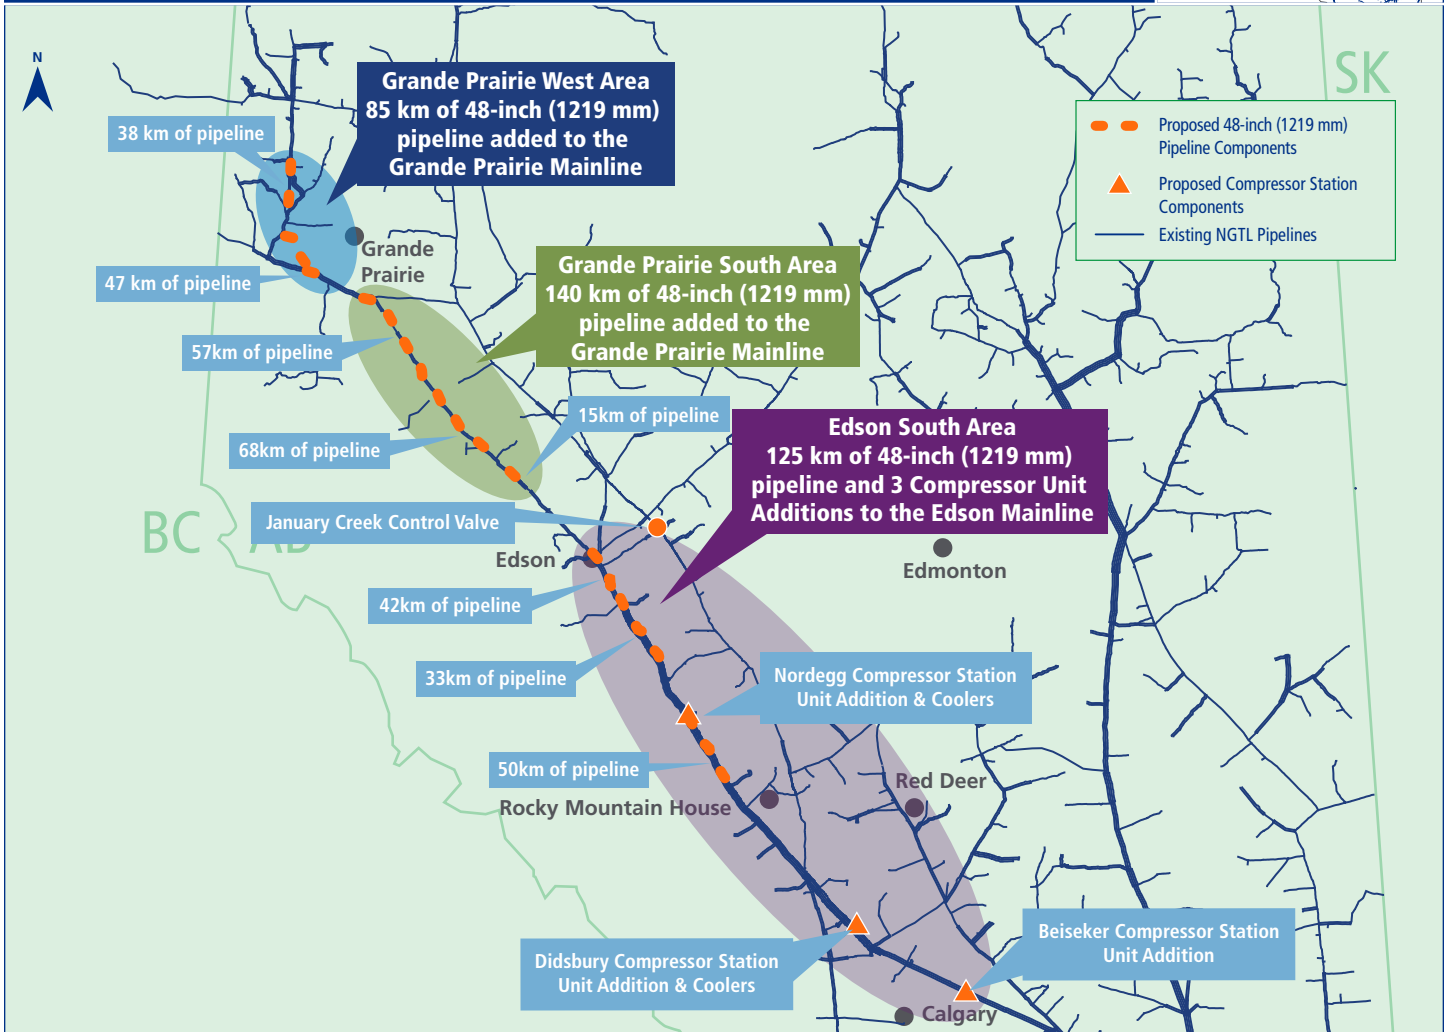 N
SK
Grande Prairie West Area
85 km of 48-inch (1219 mm)
pipeline added to the
Grande Prairie Mainline
38 km of pipeline
Proposed 48-inch (1219 mm)
Pipeline Components
Proposed Compressor Station
Components
Existing NGTL Pipelines
Grande
Prairie
47 km of pipeline
Grande Prairie South Area
140 km of 48-inch (1219 mm)
pipeline added to the
Grande Prairie Mainline
57km of pipeline
15km of pipeline
68km of pipeline
Edson South Area
125 km of 48-inch (1219 mm)
pipeline and 3 Compressor Unit
Additions to the Edson Mainline
January Creek Control Valve
BC
AB
Edson
Edmonton
42km of pipeline
33km of pipeline
Nordegg Compressor Station
Unit Addition & Coolers
50km of pipeline
Rocky Mountain House
Red Deer
Didsbury Compressor Station
Unit Addition & Coolers
Beiseker Compressor Station
Unit Addition
Calgary